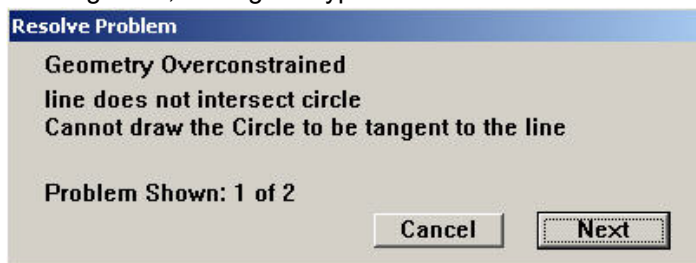 Resolve Problem
Geometry Overconstrained
line does not intersect circle
Cannot draw the Circle to be tangent to the line
Problem Shown: 1 of 2
Cancel Next